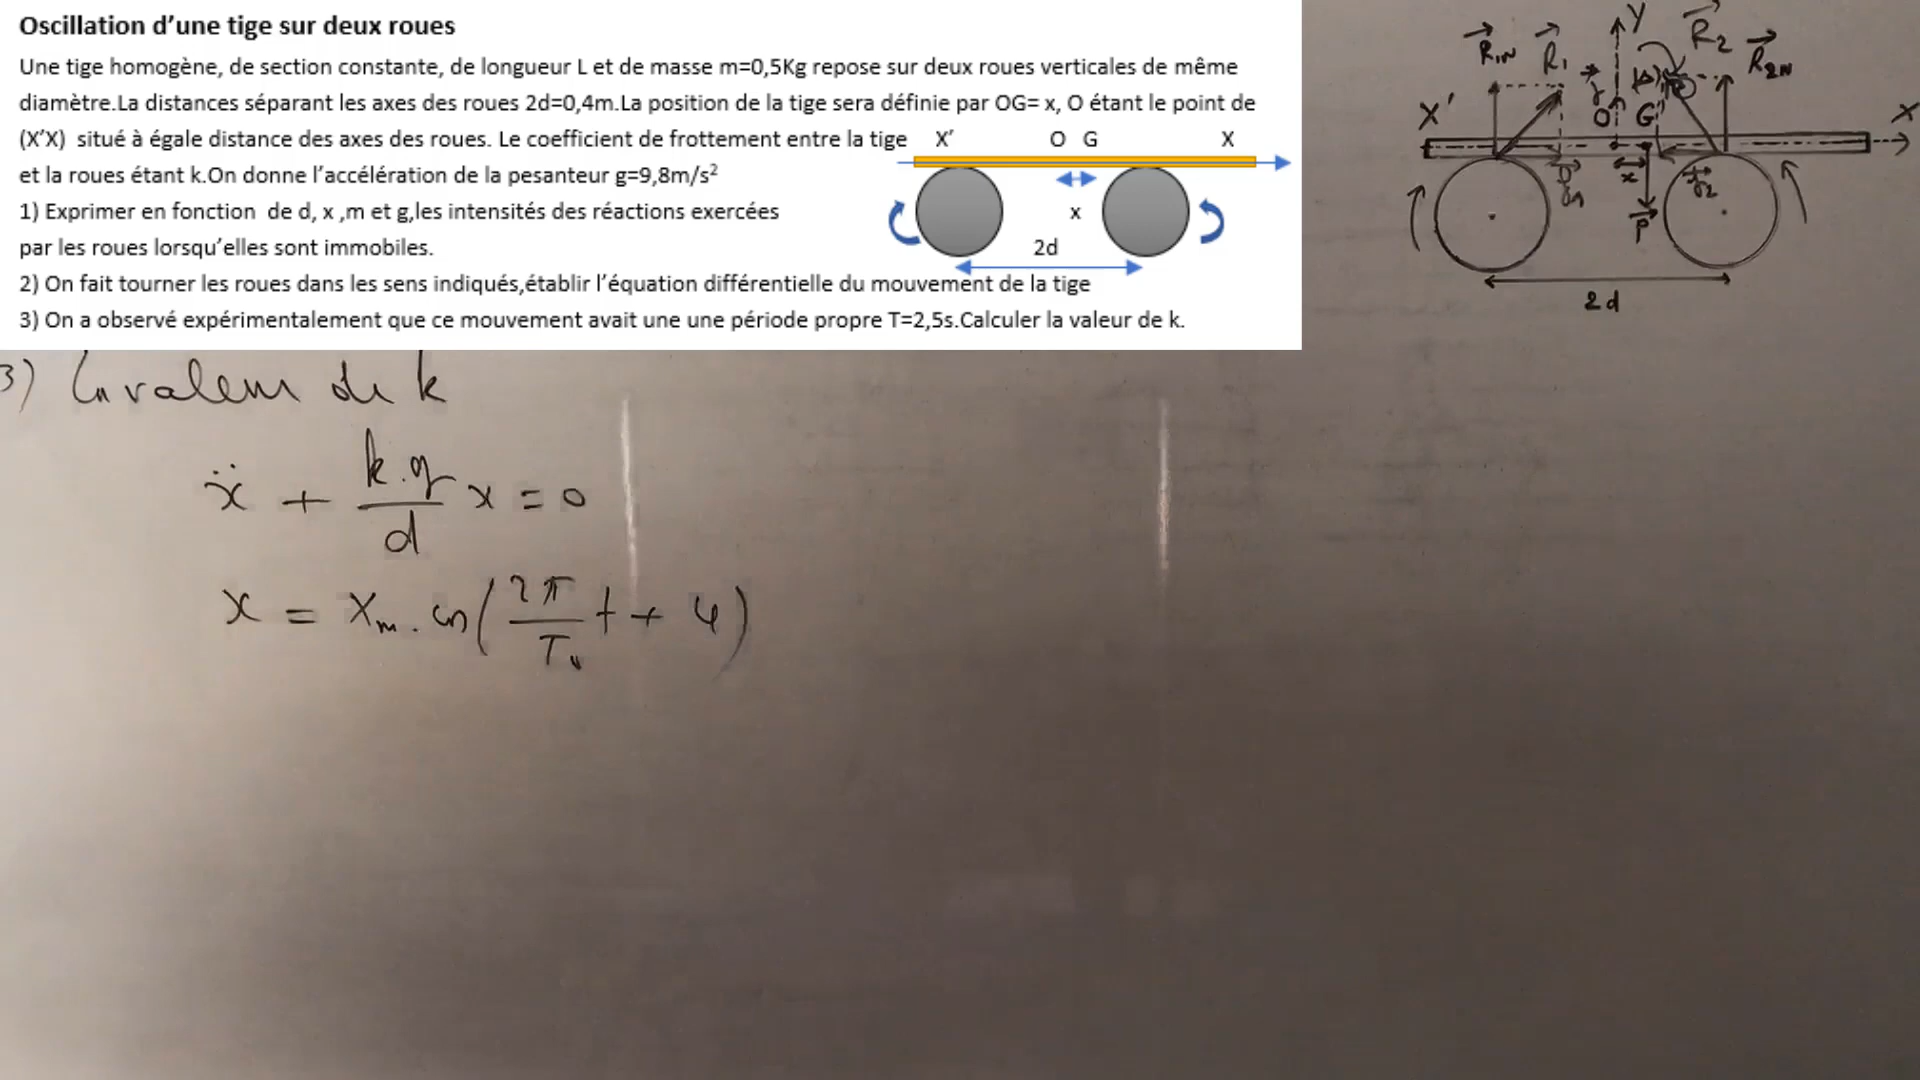 Oscillation d’une tige sur deux roues
Une tige homogène, de section constante, de longueur L et de masse m=0,5Kg repose sur deux roues verticales de même
diamètre.La distances séparant les axes des roues 2d=0,4m.La position de la tige sera définie par OG= x, O étant le point de
(X’X) situé à égale distance des axes des roues. Le coefficient de frottement entre la tige
et la roues étant k.On donne l’accélération de la pesanteur g=9,8m/s²
1) Exprimer en fonction de d, x ,m et g,les intensités des réactions exercées
par les roues lorsqu’elles sont immobiles.
2) On fait tourner les roues dans les sens indiqués,établir l’équation différentielle du mouvement de la tige
3) On a observé expérimentalement que ce mouvement avait une une période propre T=2,5s.Calculer la valeur de k.
X’ O G X
x
2d
Y
R₁N R₁ R₂ R₂N
X' O G X
x
P
2d
3) La valeur de k
ẍ + k.g/d x = 0
x = Xm. cos(2π/T₀ t + φ)